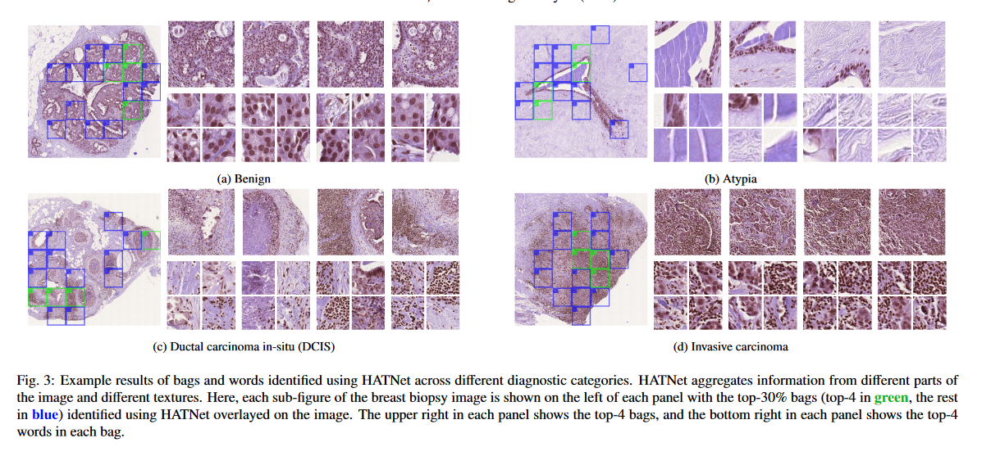 (a) Benign
(b) Atypia
(c) Ductal carcinoma in-situ (DCIS)
(d) Invasive carcinoma
Fig. 3: Example results of bags and words identified using HATNet across different diagnostic categories. HATNet aggregates information from different parts of
the image and different textures. Here, each sub-figure of the breast biopsy image is shown on the left of each panel with the top-30% bags (top-4 in green, the rest
in blue) identified using HATNet overlayed on the image. The upper right in each panel shows the top-4 bags, and the bottom right in each panel shows the top-4
words in each bag.